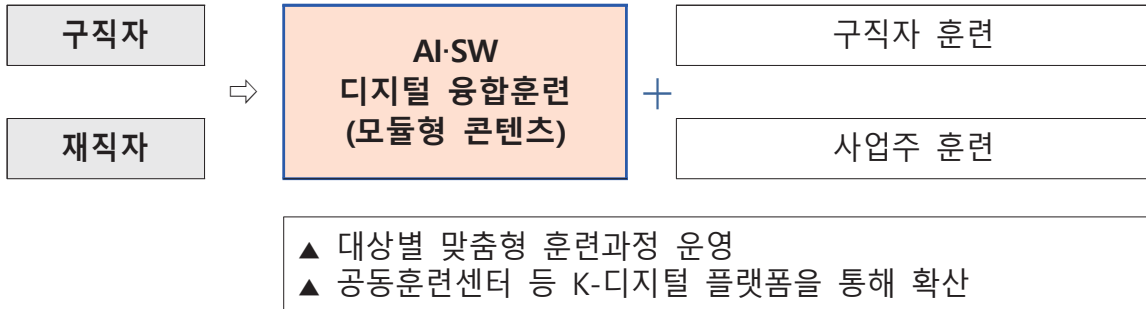 구직자
재직자
⇨
AI·SW
디지털 융합훈련
(모듈형 콘텐츠)
+
구직자 훈련
사업주 훈련
▲ 대상별 맞춤형 훈련과정 운영
▲ 공동훈련센터 등 K-디지털 플랫폼을 통해 확산